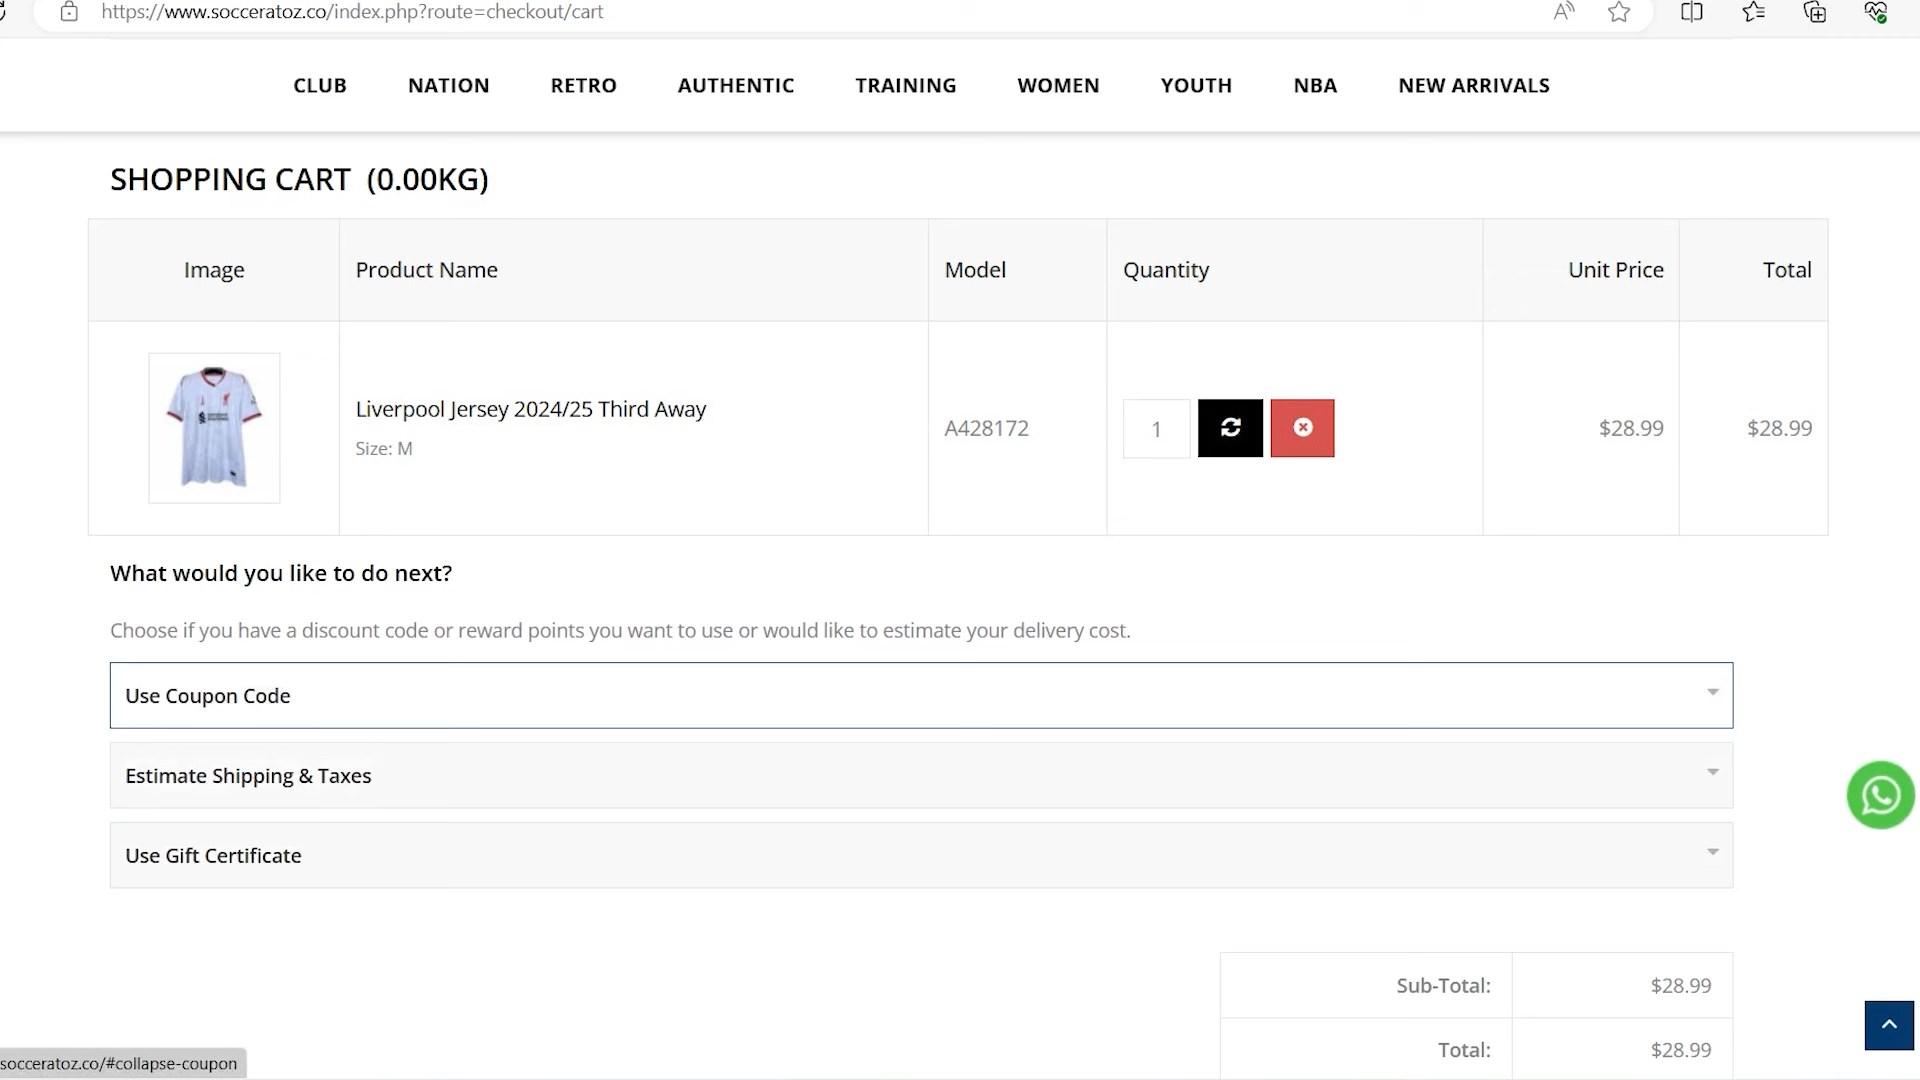 https://www.socceratoz.co/index.php?route=checkout/cart
CLUB NATION RETRO AUTHENTIC TRAINING WOMEN YOUTH NBA NEW ARRIVALS
SHOPPING CART (0.00KG)
Image Product Name Model Quantity Unit Price Total
Liverpool Jersey 2024/25 Third Away
Size: M
A428172 1 $28.99 $28.99
What would you like to do next?
Choose if you have a discount code or reward points you want to use or would like to estimate your delivery cost.
Use Coupon Code
Estimate Shipping & Taxes
Use Gift Certificate
Sub-Total: $28.99
Total: $28.99
socceratoz.co/#collapse-coupon